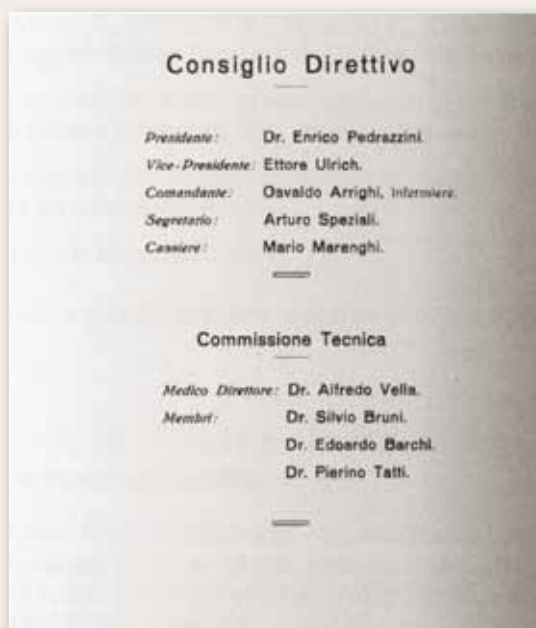 Consiglio Direttivo
Presidente: Dr. Enrico Pedrazzini.
Vice-Presidente: Ettore Ulrich.
Comandante: Osvaldo Arrighi, Infermiere.
Segretario: Arturo Speziali.
Cassiere: Mario Marenghi.
Commissione Tecnica
Medico Direttore: Dr. Alfredo Vella.
Membri: Dr. Silvio Bruni.
Dr. Edoardo Barchi.
Dr. Pierino Tatti.